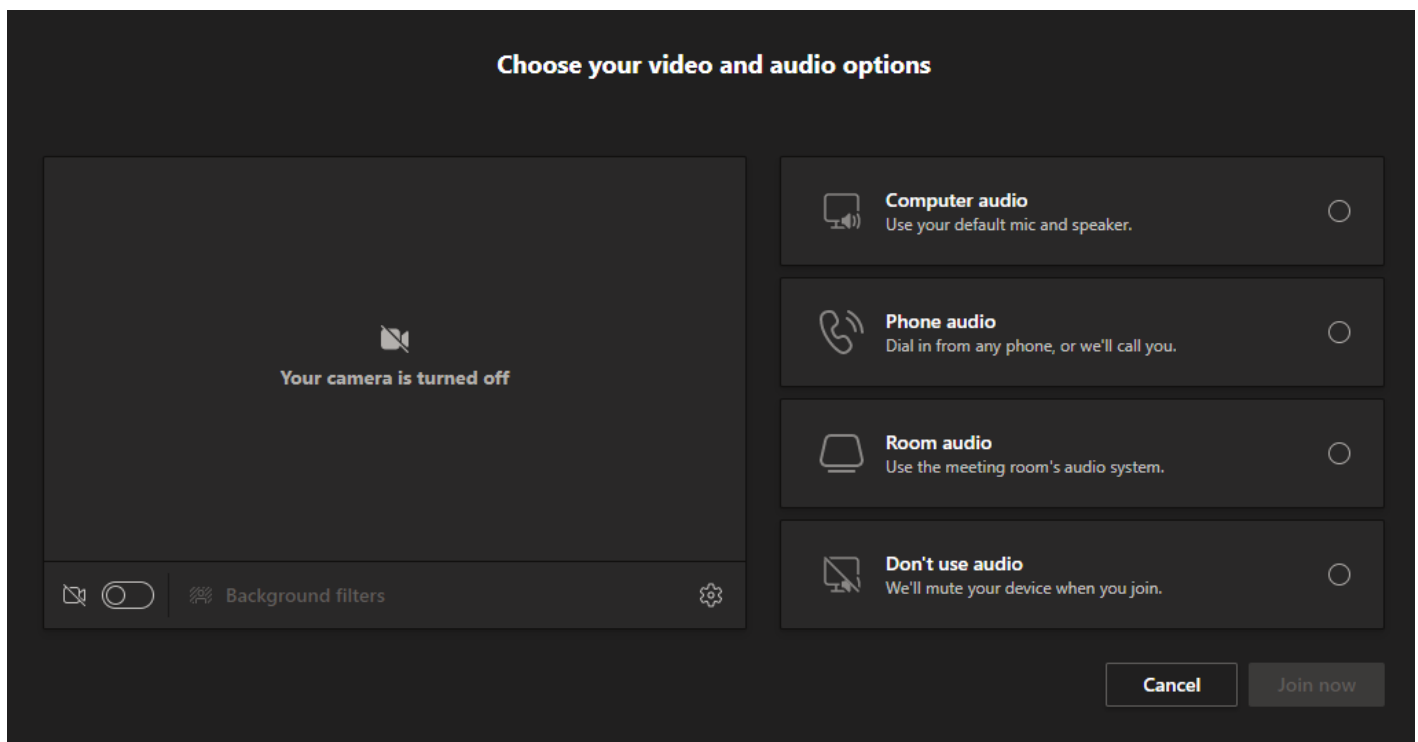 Choose your video and audio options
Your camera is turned off
Background filters
Computer audio
Use your default mic and speaker.
Phone audio
Dial in from any phone, or we'll call you.
Room audio
Use the meeting room's audio system.
Don't use audio
We'll mute your device when you join.
Cancel
Join now